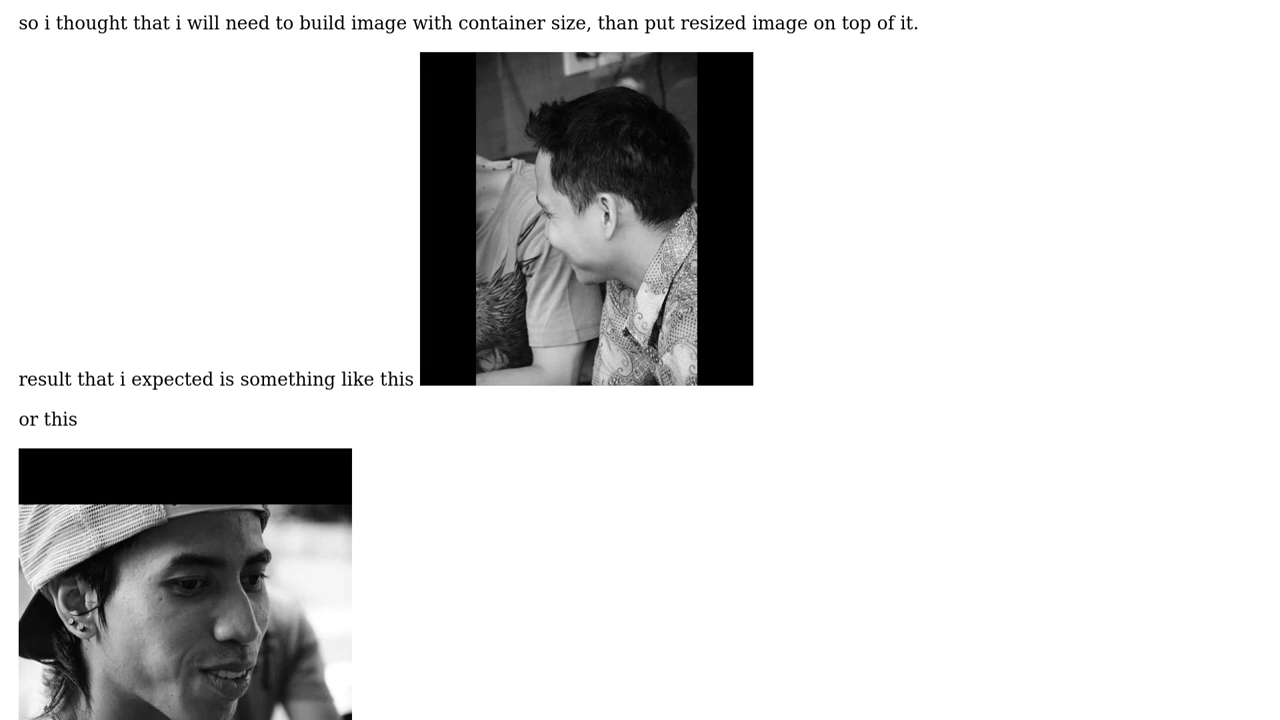 so i thought that i will need to build image with container size, than put resized image on top of it.
result that i expected is something like this
or this